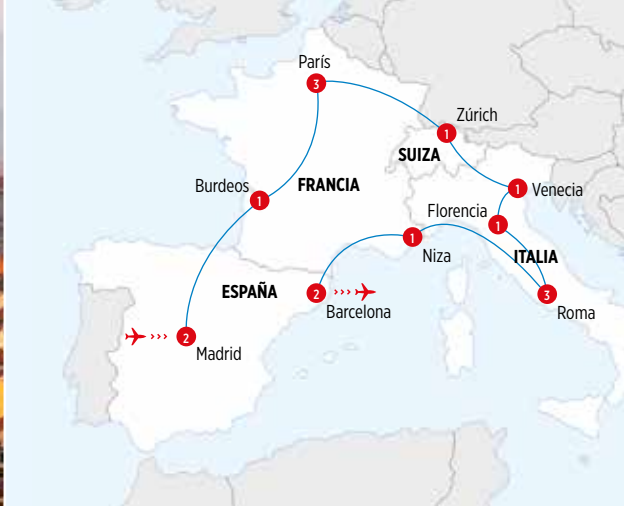 París
3
Zúrich
1
SUIZA
Burdeos
1
FRANCIA
1
Venecia
Florencia
1
1
Niza
ITALIA
ESPAÑA
2
Barcelona
3
Roma
2
Madrid